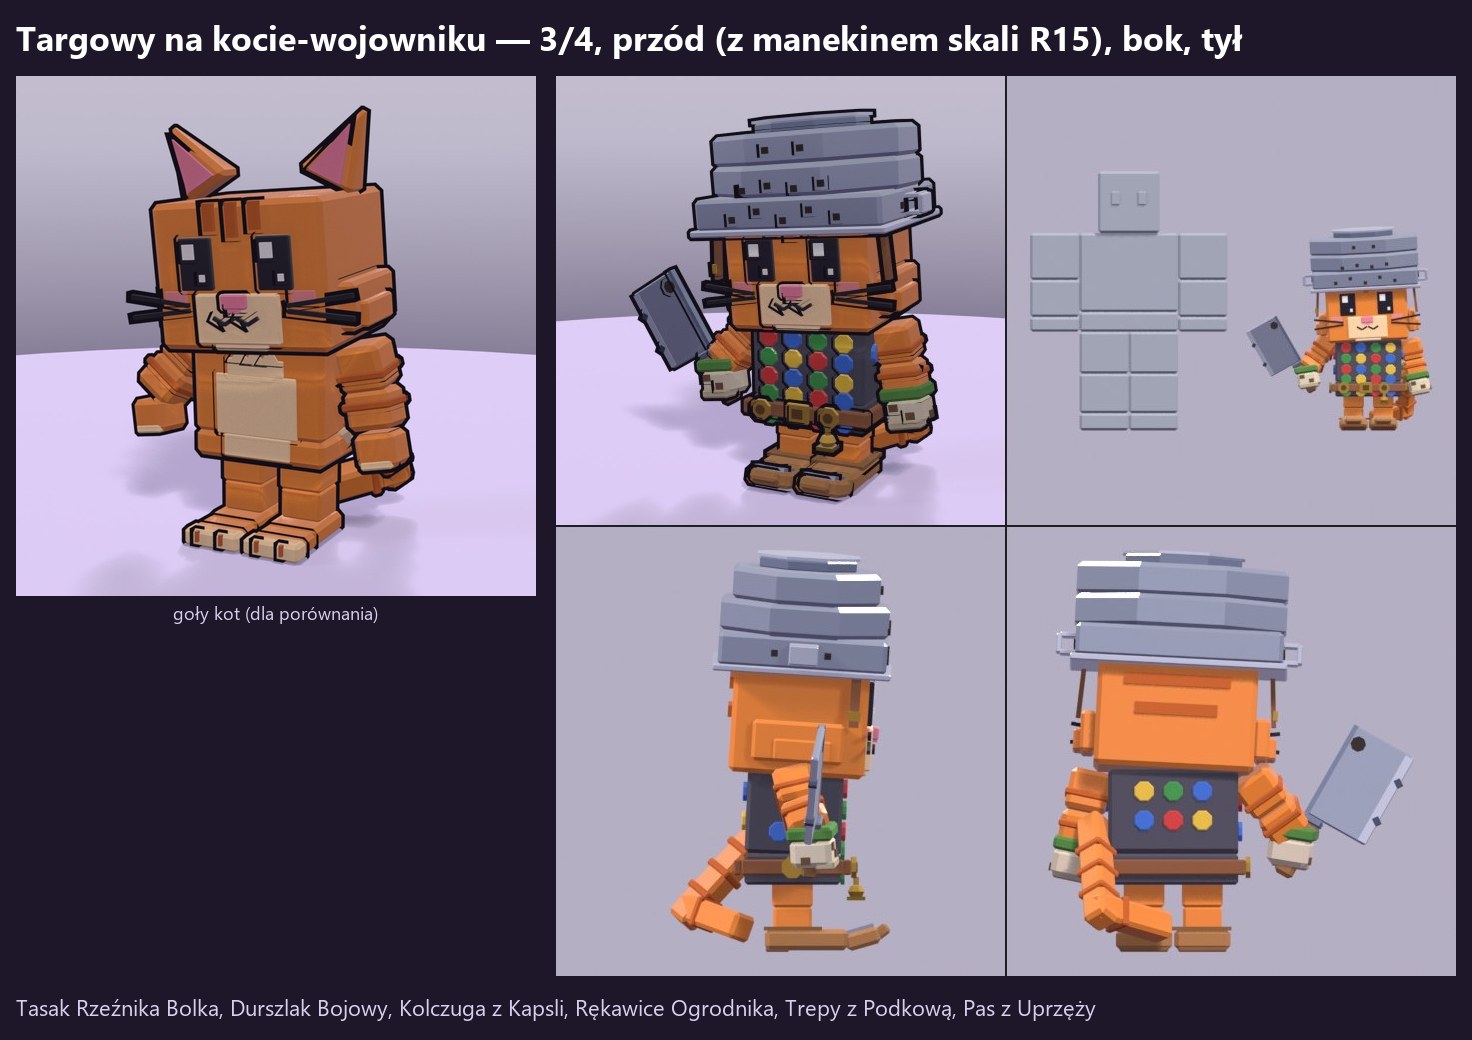 Targowy na kocie-wojowniku — 3/4, przód (z manekinem skali R15), bok, tył
goły kot (dla porównania)
Tasak Rzeźnika Bolka, Durszlak Bojowy, Kolczuga z Kapsli, Rękawice Ogrodnika, Trepy z Podkową, Pas z Uprzęży